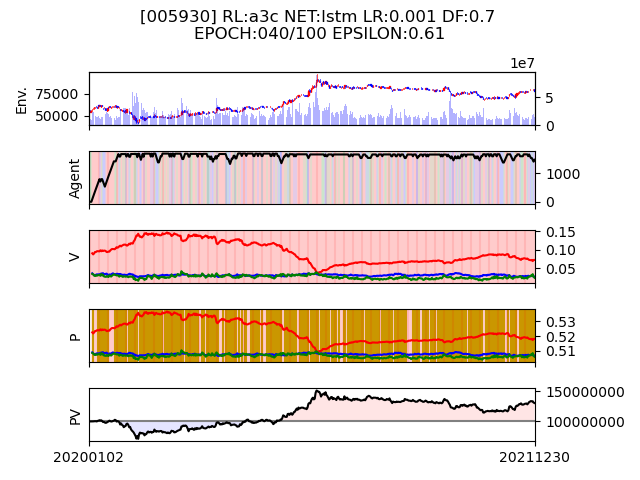 [005930] RL:a3c NET:lstm LR:0.001 DF:0.7
EPOCH:040/100 EPSILON:0.61
1e7
Env.
75000
50000
5
0
Agent
1000
0
V
0.15
0.10
0.05
P
0.53
0.52
0.51
PV
150000000
100000000
20200102
20211230